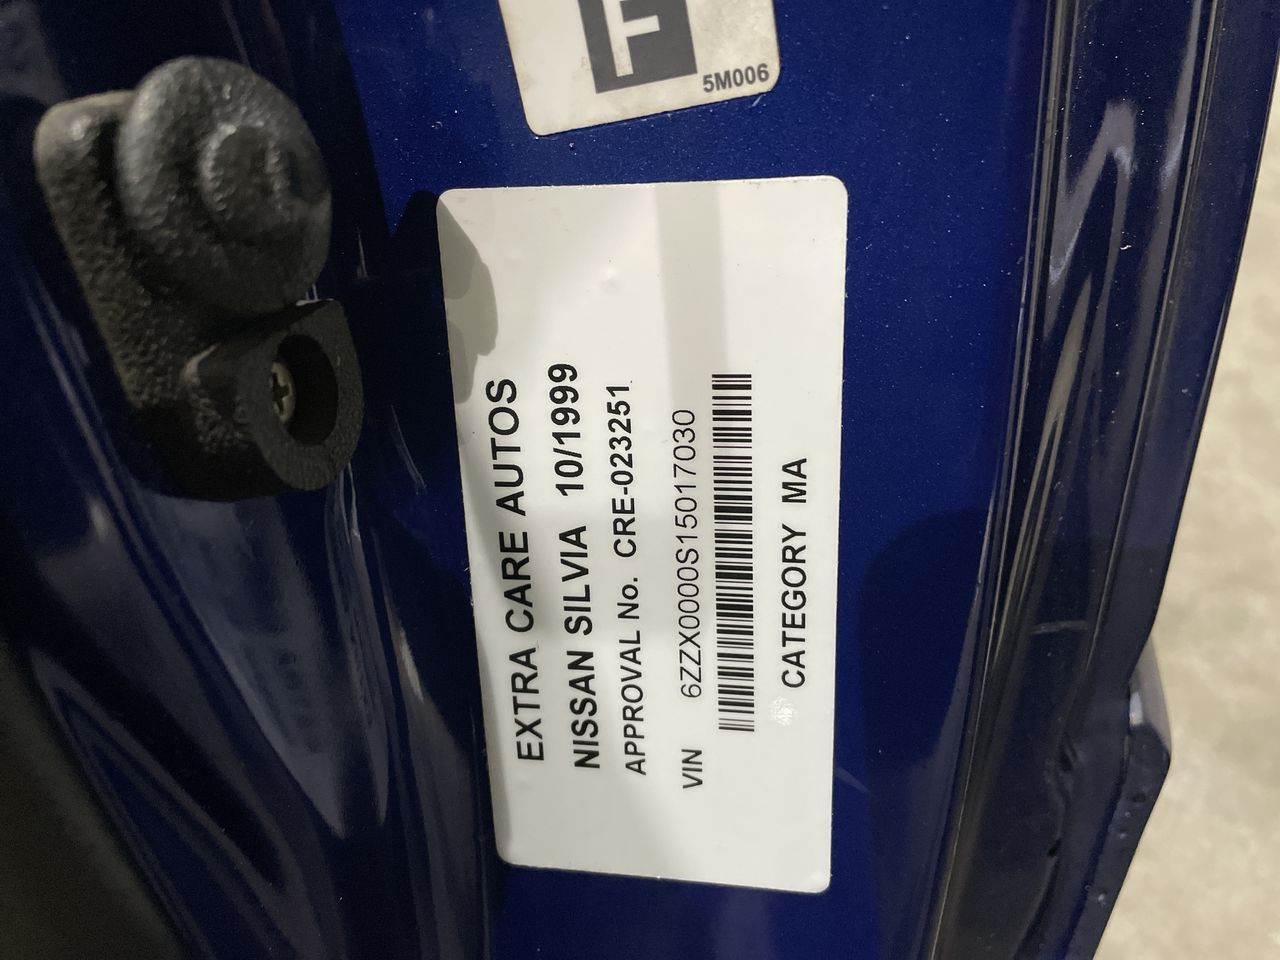 F
5M006
EXTRA CARE AUTOS
NISSAN SILVIA 10/1999
APPROVAL No. CRE-023251
VIN 6ZZX0000S15017030
CATEGORY MA